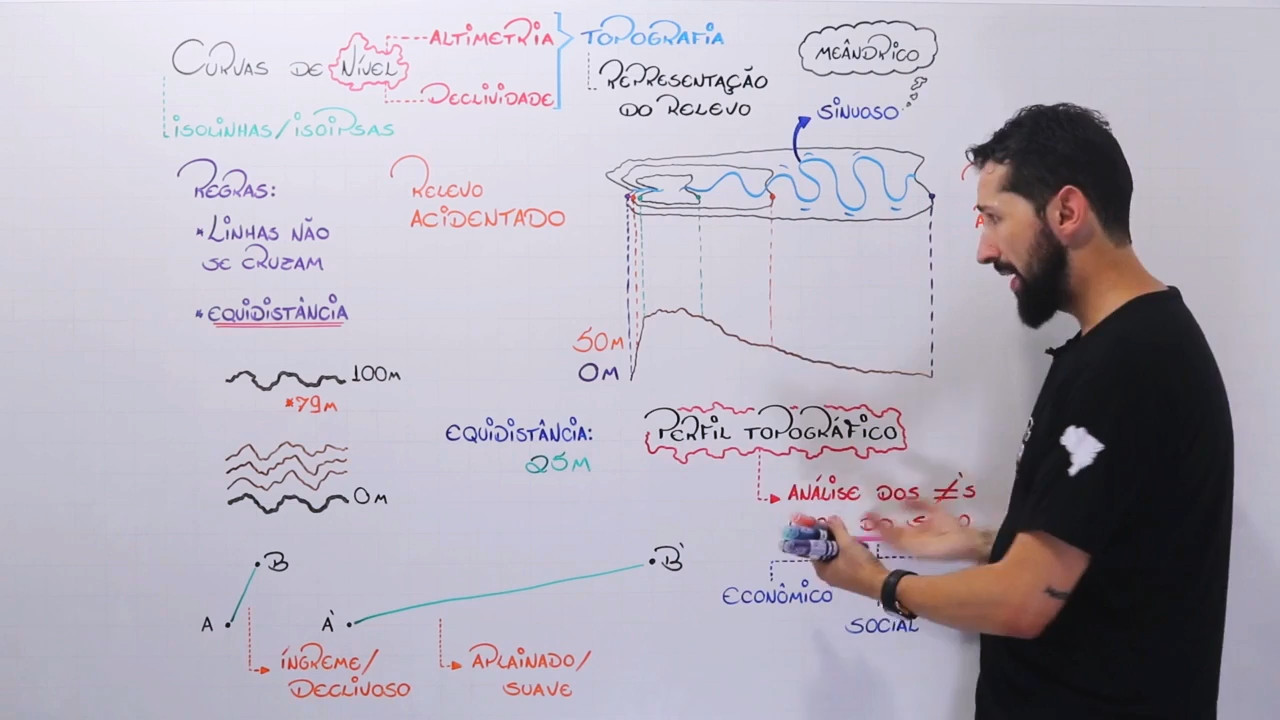 CURVAS DE NÍVEL
ALTIMETRIA
DECLIVIDADE
TOPOGRAFIA
REPRESENTAÇÃO
DO RELEVO
MEÂNDRICO
SINUOSO
ISOLINHAS/ISOÍPSAS
REGRAS:
*LINHAS NÃO
SE CRUZAM
*EQUIDISTÂNCIA
RELEVO
ACIDENTADO
100M
*79M
0M
50M
0M
EQUIDISTÂNCIA:
25M
PERFIL TOPOGRÁFICO
ANÁLISE DOS ≠'S
ECONÔMICO
SOCIAL
A
B
A'
B'
ÍNGREME/
DECLIVOSO
APLAINADO/
SUAVE